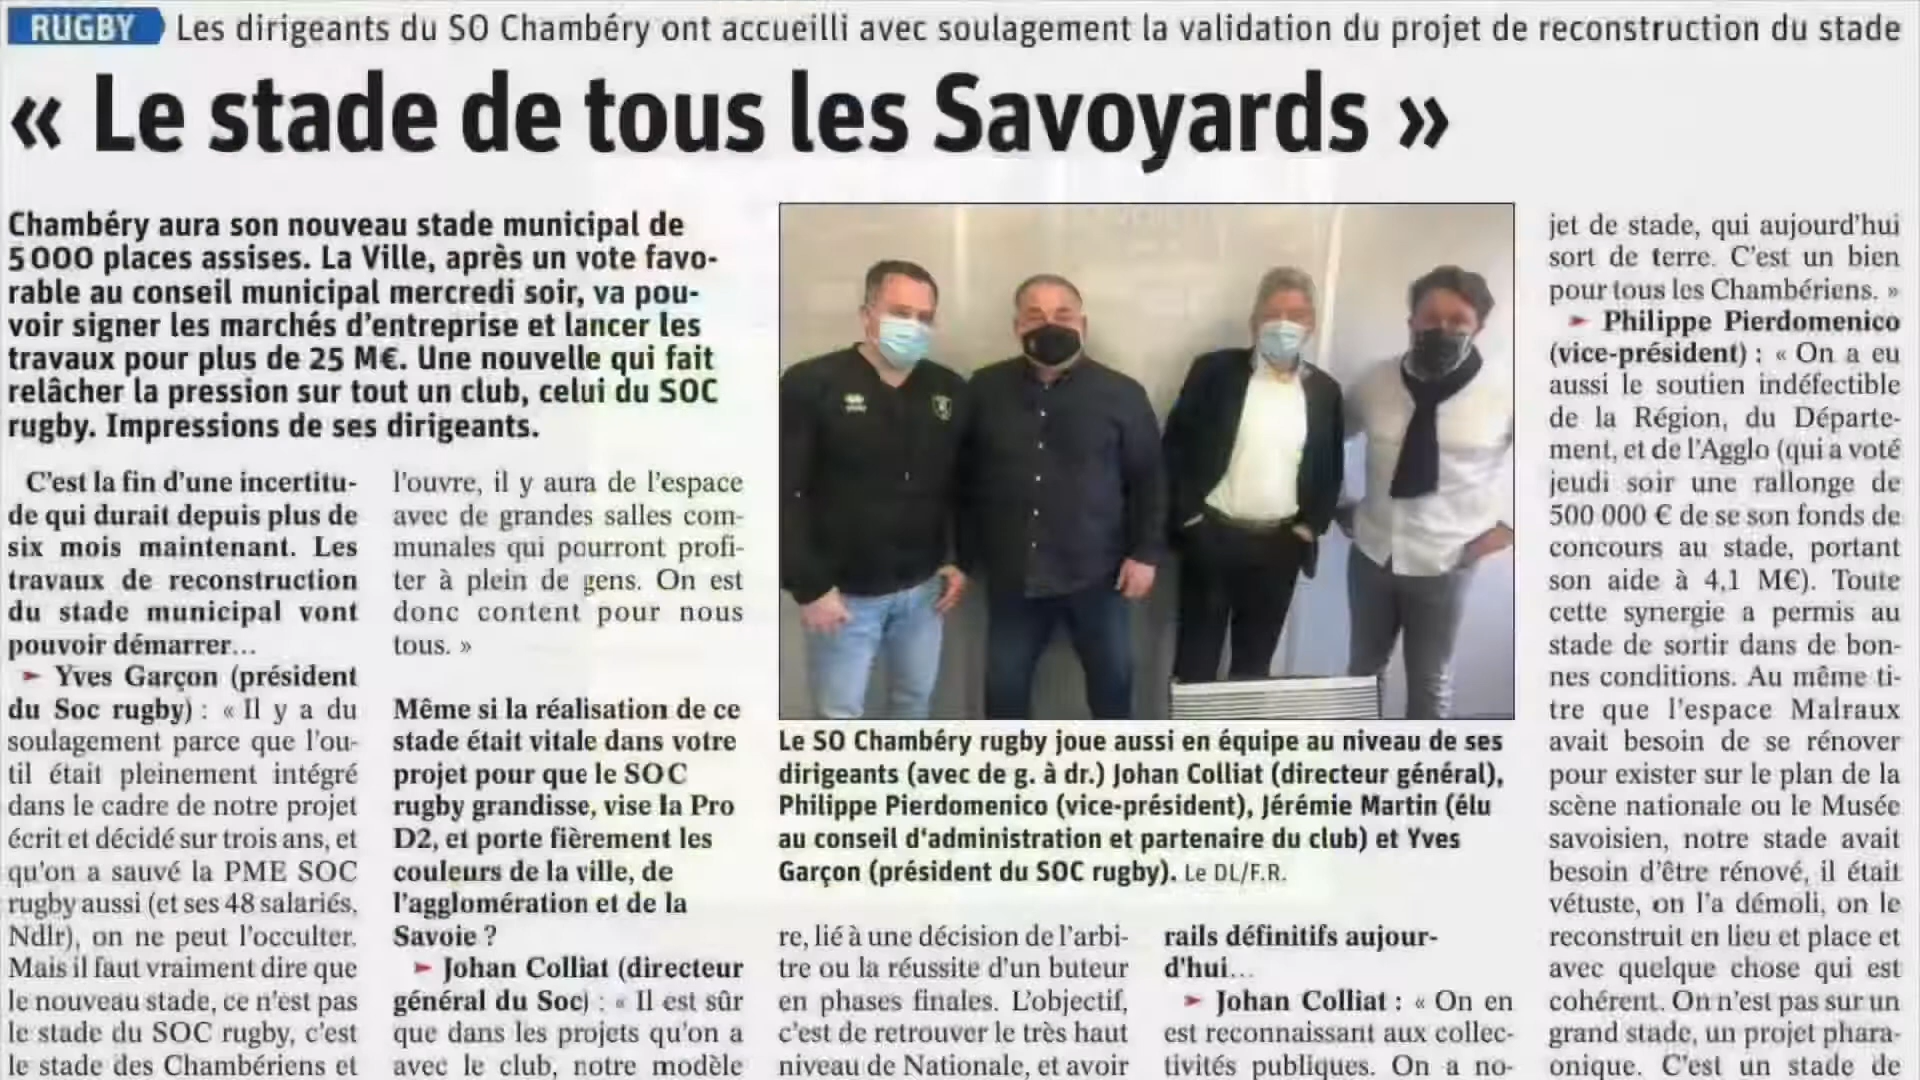 RUGBY Les dirigeants du SO Chambéry ont accueilli avec soulagement la validation du projet de reconstruction du stade
« Le stade de tous les Savoyards »
Chambéry aura son nouveau stade municipal de
5 000 places assises. La Ville, après un vote favo-
rable au conseil municipal mercredi soir, va pou-
voir signer les marchés d'entreprise et lancer les
travaux pour plus de 25 M€. Une nouvelle qui fait
relâcher la pression sur tout un club, celui du SOC
rugby. Impressions de ses dirigeants.
C'est la fin d'une incertitu-
de qui durait depuis plus de
six mois maintenant. Les
travaux de reconstruction
du stade municipal vont
pouvoir démarrer…
► Yves Garçon (président
du Soc rugby) : « Il y a du
soulagement parce que l'ou-
til était pleinement intégré
dans le cadre de notre projet
écrit et décidé sur trois ans, et
qu'on a sauvé la PME SOC
rugby aussi (et ses 48 salariés,
Ndlr), on ne peut l'occulter.
Mais il faut vraiment dire que
le nouveau stade, ce n'est pas
le stade du SOC rugby, c'est
le stade des Chambériens et
l'ouvre, il y aura de l'espace
avec de grandes salles com-
munales qui pourront profi-
ter à plein de gens. On est
donc content pour nous
tous. »
Même si la réalisation de ce
stade était vitale dans votre
projet pour que le SOC
rugby grandisse, vise la Pro
D2, et porte fièrement les
couleurs de la ville, de
l'agglomération et de la
Savoie ?
► Johan Colliat (directeur
général du Soc) : « Il est sûr
que dans les projets qu'on a
avec le club, notre modèle
Le SO Chambéry rugby joue aussi en équipe au niveau de ses
dirigeants (avec de g. à dr.) Johan Colliat (directeur général),
Philippe Pierdomenico (vice-président), Jérémie Martin (élu
au conseil d'administration et partenaire du club) et Yves
Garçon (président du SOC rugby). Le DL/F.R.
re, lié à une décision de l'arbi-
tre ou la réussite d'un buteur
en phases finales. L'objectif,
c'est de retrouver le très haut
niveau de Nationale, et avoir
rails définitifs aujour-
d'hui…
► Johan Colliat : « On en
est reconnaissant aux collec-
tivités publiques. On a no-
jet de stade, qui aujourd'hui
sort de terre. C'est un bien
pour tous les Chambériens. »
► Philippe Pierdomenico
(vice-président) : « On a eu
aussi le soutien indéfectible
de la Région, du Départe-
ment, et de l'Agglo (qui a voté
jeudi soir une rallonge de
500 000 € de se son fonds de
concours au stade, portant
son aide à 4,1 M€). Toute
cette synergie a permis au
stade de sortir dans de bon-
nes conditions. Au même ti-
tre que l'espace Malraux
avait besoin de se rénover
pour exister sur le plan de la
scène nationale ou le Musée
savoisien, notre stade avait
besoin d'être rénové, il était
vétuste, on l'a démoli, on le
reconstruit en lieu et place et
avec quelque chose qui est
cohérent. On n'est pas sur un
grand stade, un projet phara-
onique. C'est un stade de